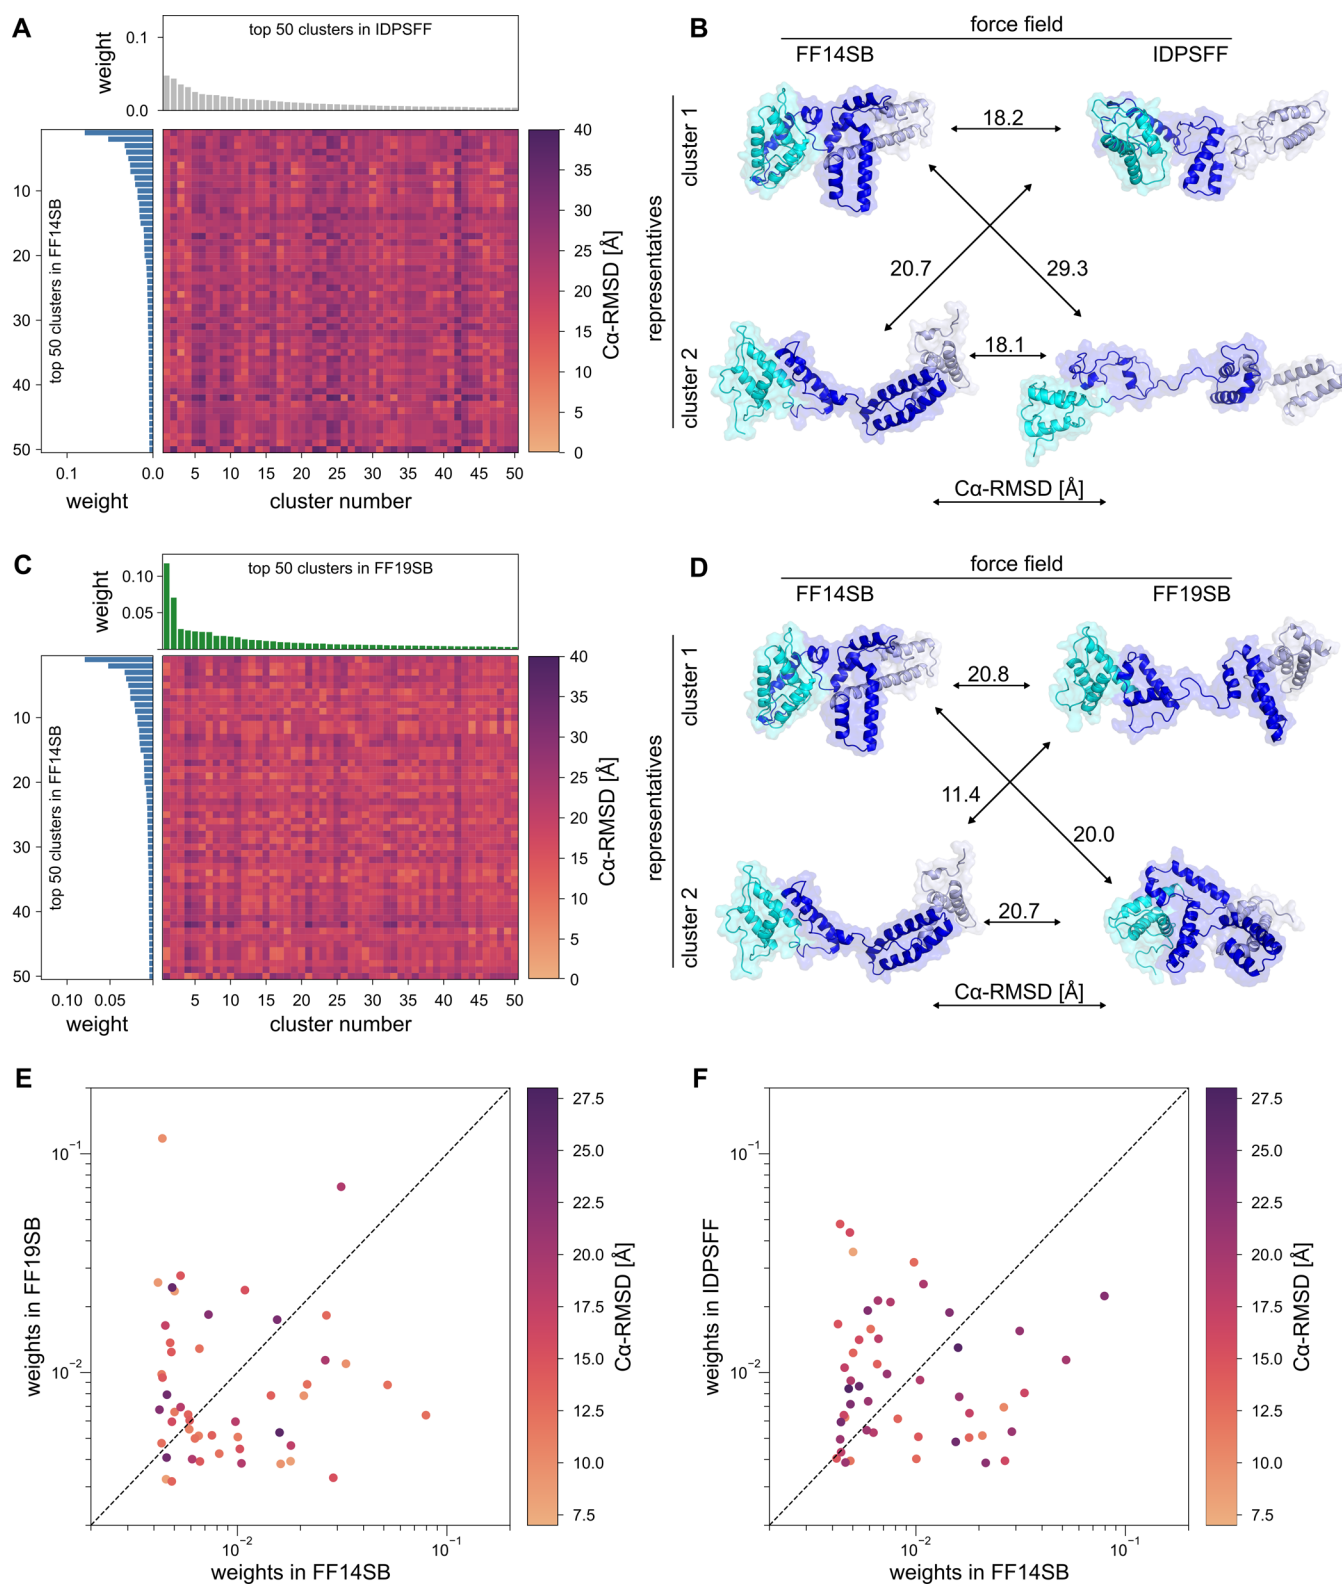 A
top 50 clusters in IDPSFF
weight
0.1
0.0
top 50 clusters in FF14SB
10
20
30
40
50
0.1
0.0
weight
5
10
15
20
25
30
35
40
45
50
cluster number
40
35
30
25
20
15
10
5
0
Cα-RMSD [Å]
B
force field
FF14SB
IDPSFF
representatives
cluster 1
cluster 2
18.2
20.7
29.3
18.1
Cα-RMSD [Å]
C
top 50 clusters in FF19SB
weight
0.10
0.05
top 50 clusters in FF14SB
10
20
30
40
50
0.10
0.05
weight
5
10
15
20
25
30
35
40
45
50
cluster number
40
35
30
25
20
15
10
5
0
Cα-RMSD [Å]
D
force field
FF14SB
FF19SB
representatives
cluster 1
cluster 2
20.8
11.4
20.0
20.7
Cα-RMSD [Å]
E
weights in FF19SB
10⁻¹
10⁻²
10⁻²
10⁻¹
weights in FF14SB
27.5
25.0
22.5
20.0
17.5
15.0
12.5
10.0
7.5
Cα-RMSD [Å]
F
weights in IDPSFF
10⁻¹
10⁻²
10⁻²
10⁻¹
weights in FF14SB
27.5
25.0
22.5
20.0
17.5
15.0
12.5
10.0
7.5
Cα-RMSD [Å]